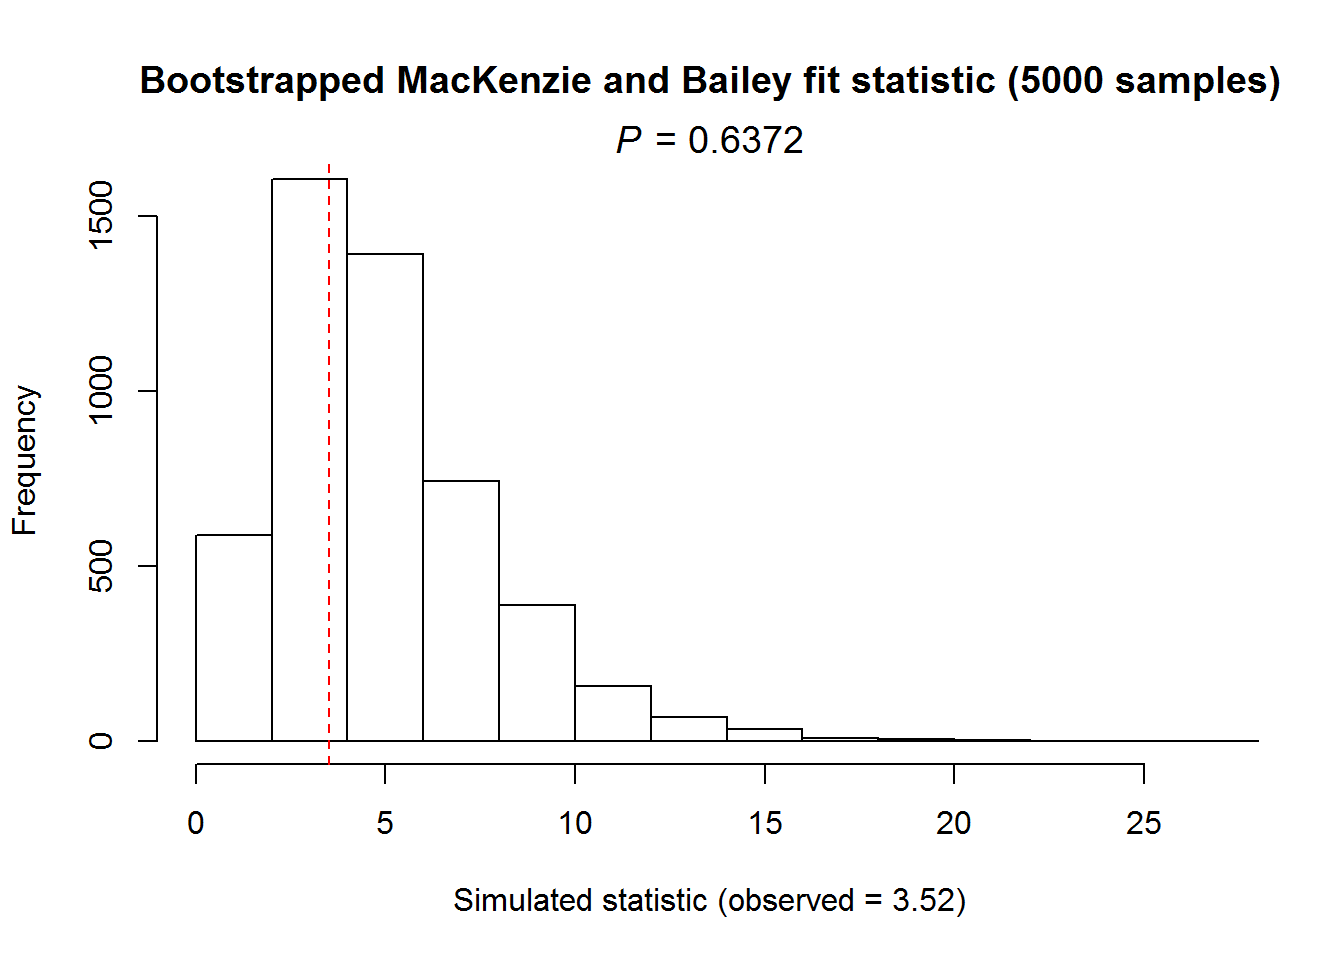 Bootstrapped MacKenzie and Bailey fit statistic (5000 samples)
P = 0.6372
Frequency
1500
1000
500
0
0 5 10 15 20 25
Simulated statistic (observed = 3.52)